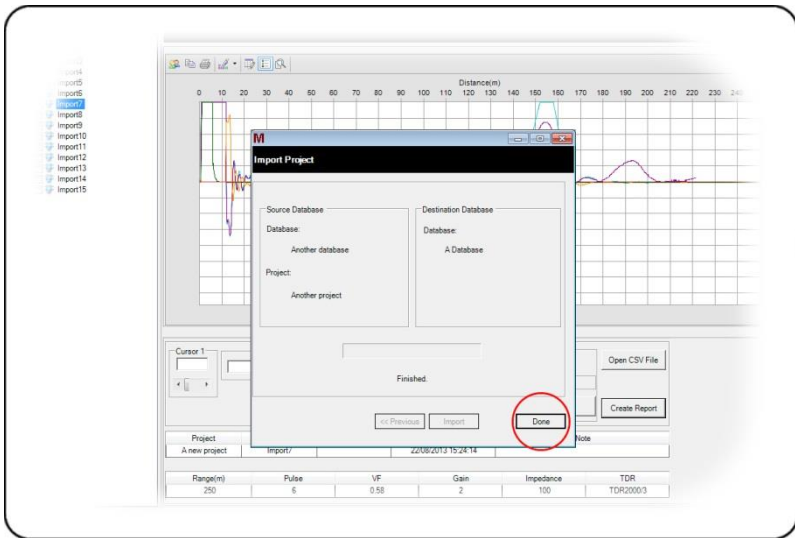 Import4
Import5
Import6
Import7
Import8
Import9
Import10
Import11
Import12
Import13
Import14
Import15
Distance(m)
0 10 20 30 40 50 60 70 80 90 100 110 120 130 140 150 160 170 180 190 200 210 220 230 240
M
Import Project
Source Database
Database:
Another database
Project:
Another project
Destination Database
Database:
A Database
Finished.
<< Previous Import Done
Cursor 1
Open CSV File
Create Report
Project Note
A new project Import7 22/08/2013 15:24:14
Range(m) Pulse VF Gain Impedance TDR
250 6 0.58 2 100 TDR2000/3